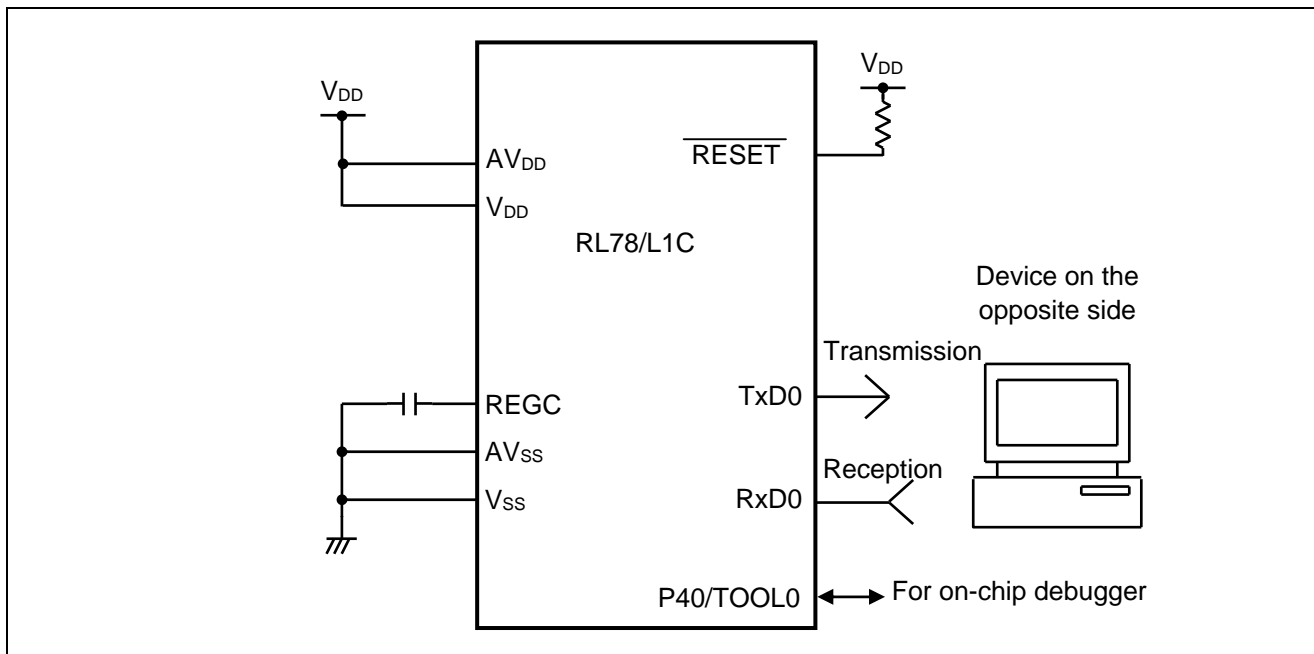 VDD
VDD
AVDD
RESET
VDD
RL78/L1C
Device on the
opposite side
Transmission
REGC
TxD0
AVSS
Reception
VSS
RxD0
P40/TOOL0
For on-chip debugger